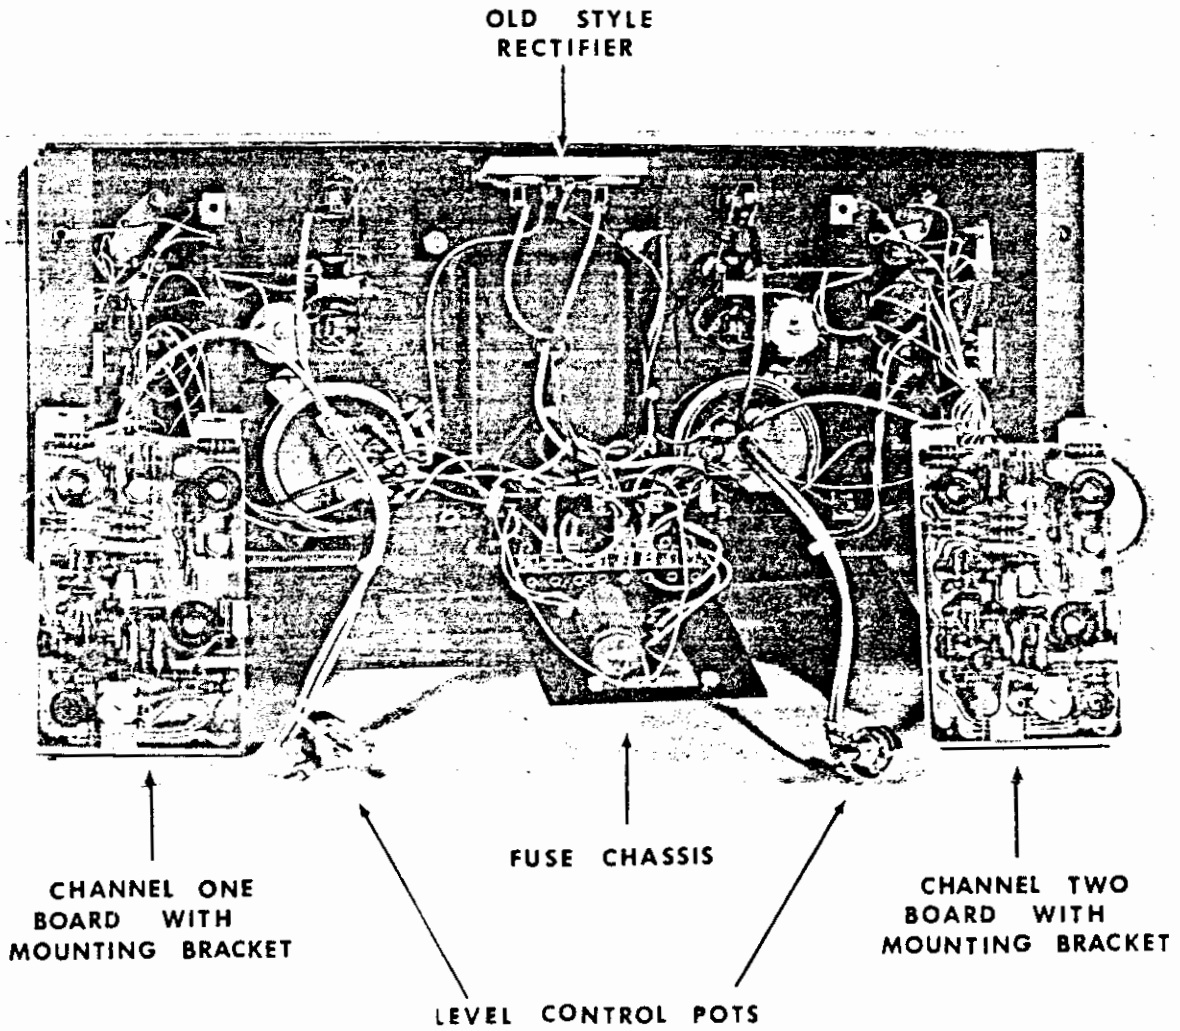 OLD STYLE
RECTIFIER
FUSE CHASSIS
CHANNEL ONE
BOARD WITH
MOUNTING BRACKET
CHANNEL TWO
BOARD WITH
MOUNTING BRACKET
LEVEL CONTROL POTS